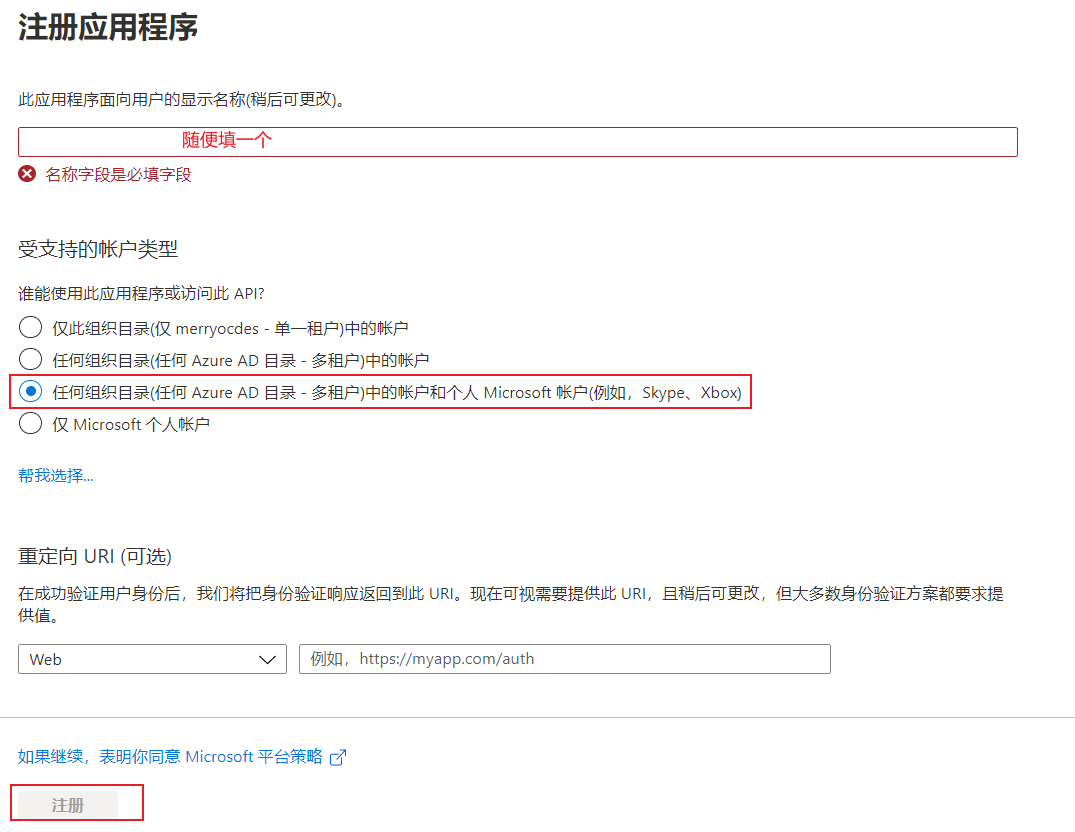 注册应用程序
此应用程序面向用户的显示名称(稍后可更改)。
随便填一个
名称字段是必填字段
受支持的帐户类型
谁能使用此应用程序或访问此 API?
仅此组织目录(仅 merryocdes - 单一租户)中的帐户
任何组织目录(任何 Azure AD 目录 - 多租户)中的帐户
任何组织目录(任何 Azure AD 目录 - 多租户)中的帐户和个人 Microsoft 帐户(例如，Skype、Xbox)
仅 Microsoft 个人帐户
帮我选择...
重定向 URI (可选)
在成功验证用户身份后，我们将把身份验证响应返回到此 URI。现在可视需要提供此 URI，且稍后可更改，但大多数身份验证方案都要求提
供值。
Web
例如，https://myapp.com/auth
如果继续，表明你同意 Microsoft 平台策略
注册